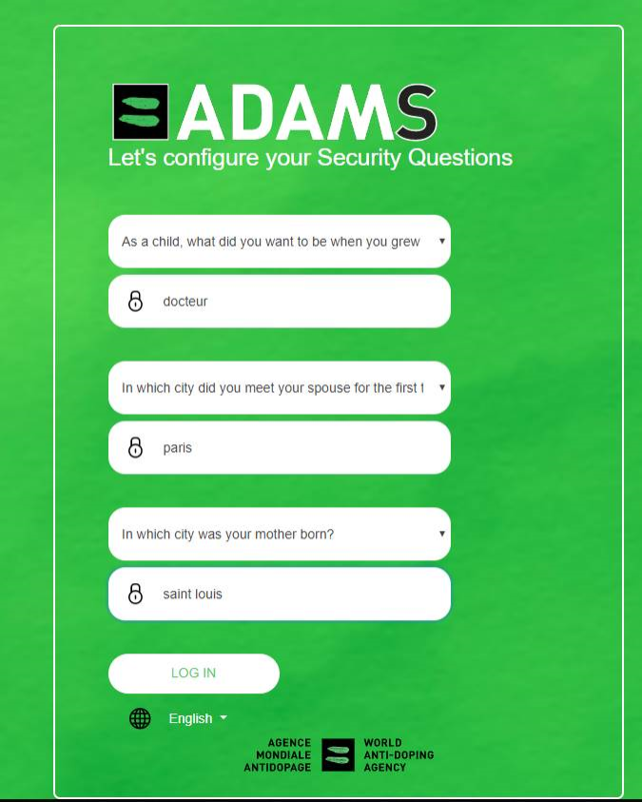 ADAMS
Let's configure your Security Questions
As a child, what did you want to be when you grew
docteur
In which city did you meet your spouse for the first t
paris
In which city was your mother born?
saint louis
LOG IN
English
AGENCE
MONDIALE
ANTIDOPAGE
WORLD
ANTI-DOPING
AGENCY